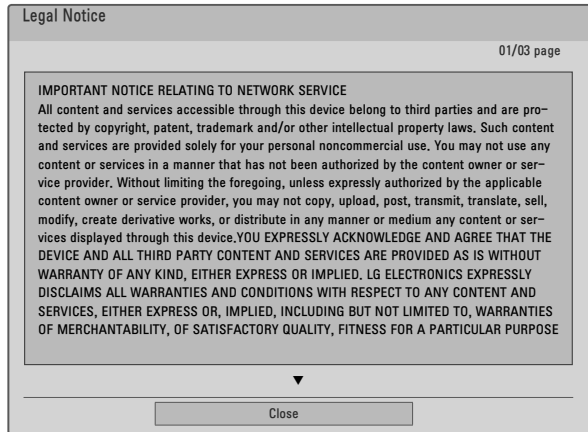 Legal Notice
01/03 page
IMPORTANT NOTICE RELATING TO NETWORK SERVICE
All content and services accessible through this device belong to third parties and are pro-
tected by copyright, patent, trademark and/or other intellectual property laws. Such content
and services are provided solely for your personal noncommercial use. You may not use any
content or services in a manner that has not been authorized by the content owner or ser-
vice provider. Without limiting the foregoing, unless expressly authorized by the applicable
content owner or service provider, you may not copy, upload, post, transmit, translate, sell,
modify, create derivative works, or distribute in any manner or medium any content or ser-
vices displayed through this device.YOU EXPRESSLY ACKNOWLEDGE AND AGREE THAT THE
DEVICE AND ALL THIRD PARTY CONTENT AND SERVICES ARE PROVIDED AS IS WITHOUT
WARRANTY OF ANY KIND, EITHER EXPRESS OR IMPLIED. LG ELECTRONICS EXPRESSLY
DISCLAIMS ALL WARRANTIES AND CONDITIONS WITH RESPECT TO ANY CONTENT AND
SERVICES, EITHER EXPRESS OR, IMPLIED, INCLUDING BUT NOT LIMITED TO, WARRANTIES
OF MERCHANTABILITY, OF SATISFACTORY QUALITY, FITNESS FOR A PARTICULAR PURPOSE
Close